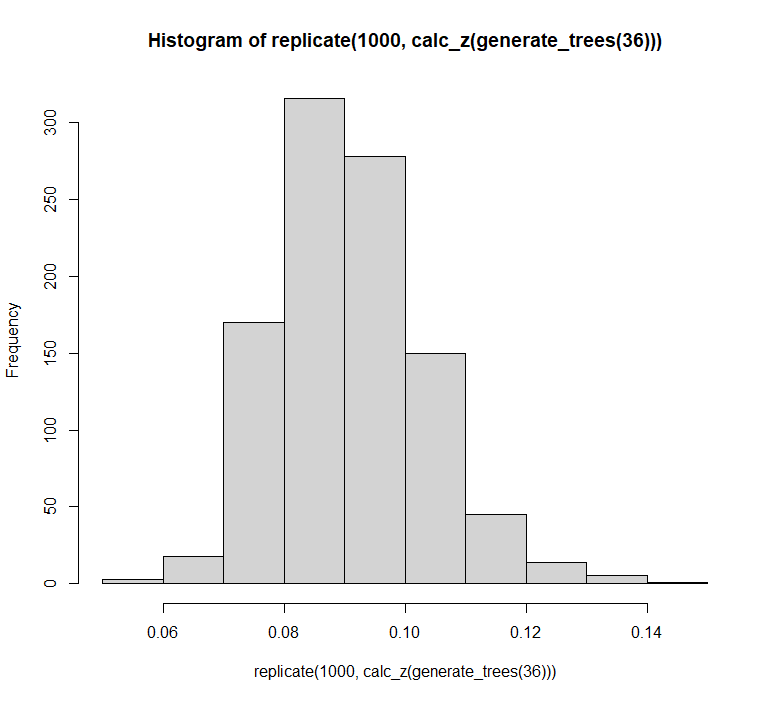 Histogram of replicate(1000, calc_z(generate_trees(36)))
300
250
200
150
100
50
0
Frequency
0.06 0.08 0.10 0.12 0.14
replicate(1000, calc_z(generate_trees(36)))